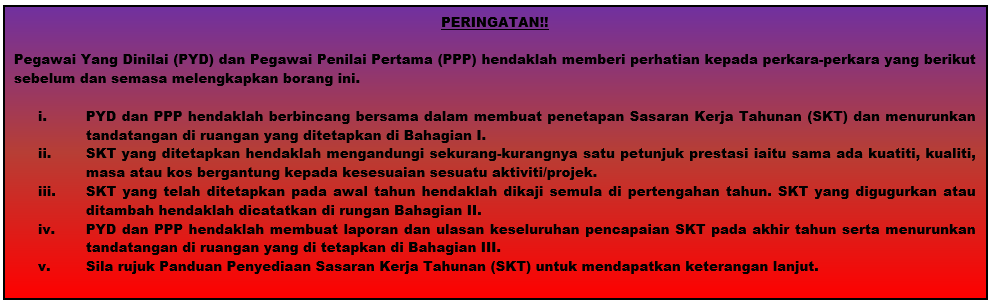 PERINGATAN!!
Pegawai Yang Dinilai (PYD) dan Pegawai Penilai Pertama (PPP) hendaklah memberi perhatian kepada perkara-perkara yang berikut
sebelum dan semasa melengkapkan borang ini.
i. PYD dan PPP hendaklah berbincang bersama dalam membuat penetapan Sasaran Kerja Tahunan (SKT) dan menurunkan
tandatangan di ruangan yang ditetapkan di Bahagian I.
ii. SKT yang ditetapkan hendaklah mengandungi sekurang-kurangnya satu petunjuk prestasi iaitu sama ada kuatiti, kualiti,
masa atau kos bergantung kepada kesesuaian sesuatu aktiviti/projek.
iii. SKT yang telah ditetapkan pada awal tahun hendaklah dikaji semula di pertengahan tahun. SKT yang digugurkan atau
ditambah hendaklah dicatatkan di rungan Bahagian II.
iv. PYD dan PPP hendaklah membuat laporan dan ulasan keseluruhan pencapaian SKT pada akhir tahun serta menurunkan
tandatangan di ruangan yang di tetapkan di Bahagian III.
v. Sila rujuk Panduan Penyediaan Sasaran Kerja Tahunan (SKT) untuk mendapatkan keterangan lanjut.